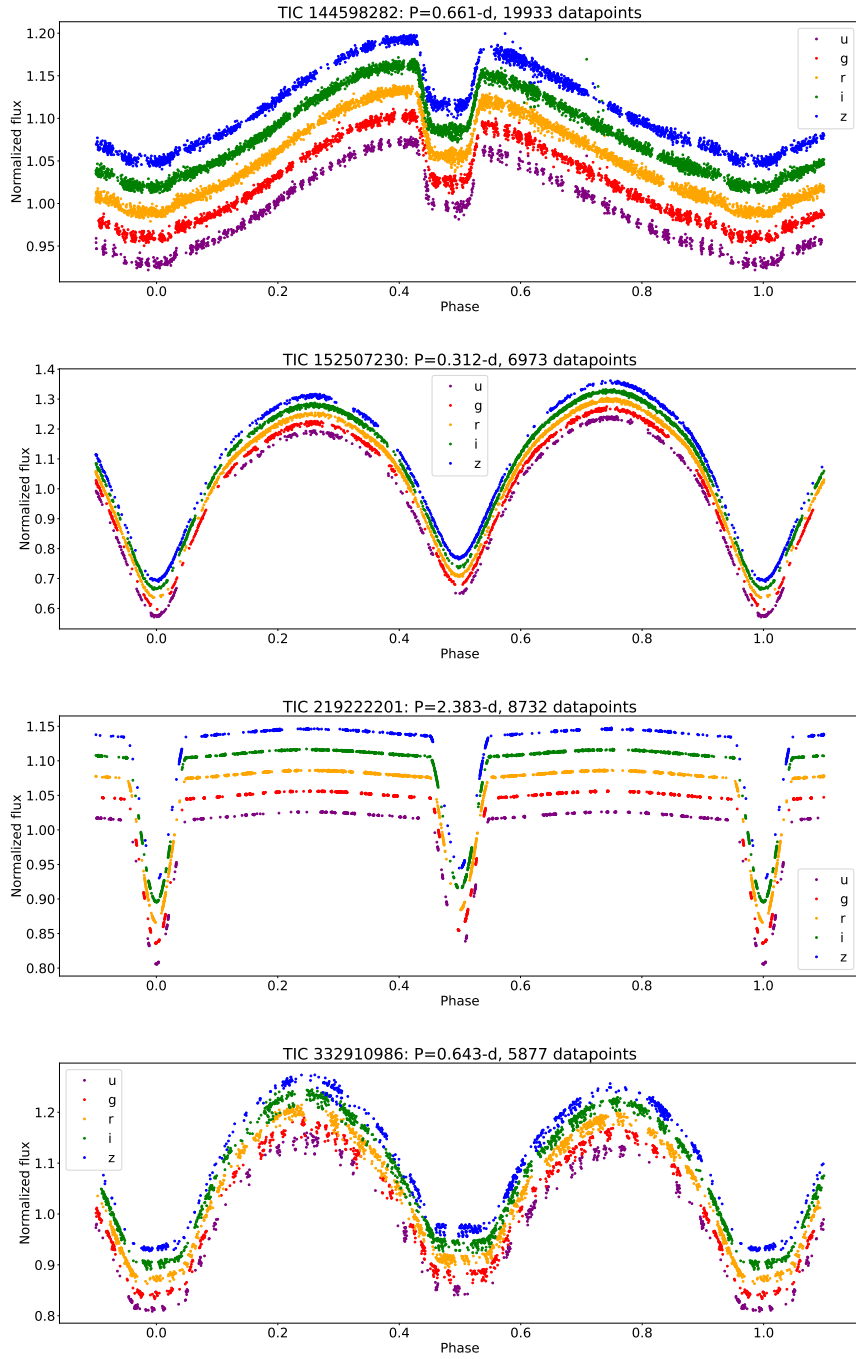 TIC 144598282: P=0.661-d, 19933 datapoints
1.20
1.15
1.10
1.05
1.00
0.95
Normalized flux
u
g
r
i
z
0.0 0.2 0.4 0.6 0.8 1.0
Phase
TIC 152507230: P=0.312-d, 6973 datapoints
1.4
1.3
1.2
1.1
1.0
0.9
0.8
0.7
0.6
Normalized flux
u
g
r
i
z
0.0 0.2 0.4 0.6 0.8 1.0
Phase
TIC 219222201: P=2.383-d, 8732 datapoints
1.15
1.10
1.05
1.00
0.95
0.90
0.85
0.80
Normalized flux
u
g
r
i
z
0.0 0.2 0.4 0.6 0.8 1.0
Phase
TIC 332910986: P=0.643-d, 5877 datapoints
1.2
1.1
1.0
0.9
0.8
Normalized flux
u
g
r
i
z
0.0 0.2 0.4 0.6 0.8 1.0
Phase